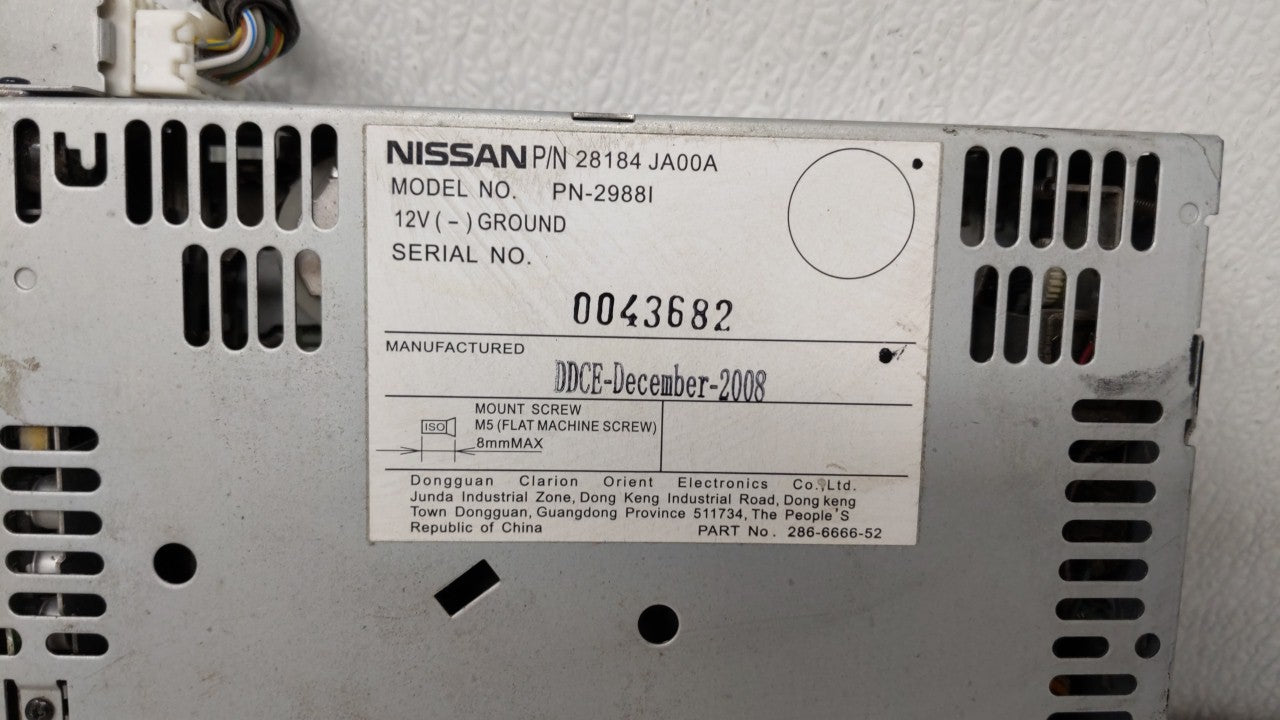 NISSAN P/N 28184 JA00A
MODEL NO. PN-2988I
12V ( - ) GROUND
SERIAL NO.
0043682
MANUFACTURED
DDCE-December-2008
MOUNT SCREW
ISO M5 (FLAT MACHINE SCREW)
8mmMAX
Dongguan Clarion Orient Electronics Co.,Ltd.
Junda Industrial Zone, Dong Keng Industrial Road, Dong keng
Town Dongguan, Guangdong Province 511734, The People'S
Republic of China PART No. 286-6666-52